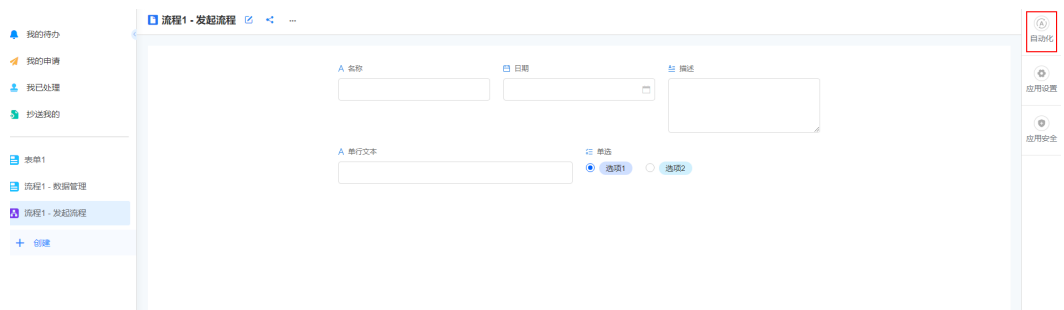 我的待办
我的申请
我已处理
抄送我的
表单1
流程1 - 数据管理
流程1 - 发起流程
+ 创建
流程1 - 发起流程
A 名称
日期
描述
A 单行文本
单选
选项1
选项2
A
自动化
应用设置
应用安全